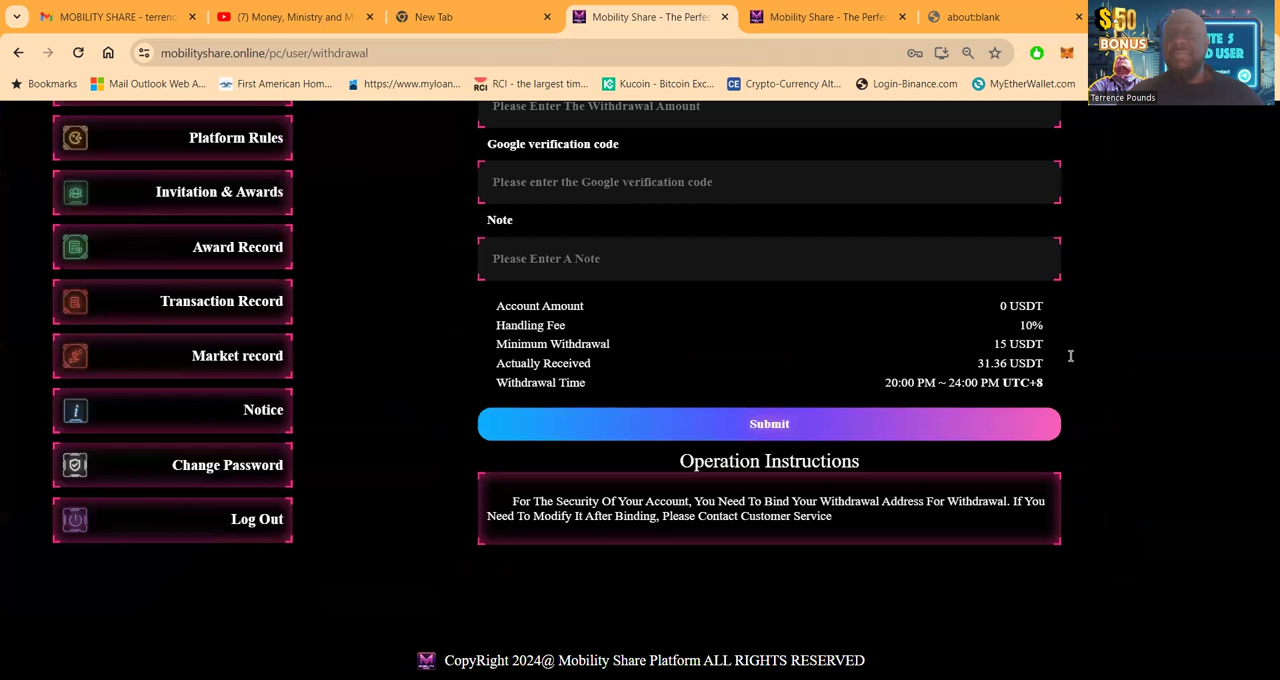 MOBILITY SHARE - terrenc
(7) Money, Ministry and M
New Tab
Mobility Share - The Perfe
Mobility Share - The Perfe
about:blank
mobilityshare.online/pc/user/withdrawal
Bookmarks
Mail Outlook Web A...
First American Hom...
https://www.myloan...
RCI - the largest tim...
Kucoin - Bitcoin Exc...
Crypto-Currency Alt...
Login-Binance.com
MyEtherWallet.com
$50
BONUS
Terrence Pounds
Platform Rules
Invitation & Awards
Award Record
Transaction Record
Market record
Notice
Change Password
Log Out
Please Enter The Withdrawal Amount
Google verification code
Please enter the Google verification code
Note
Please Enter A Note
Account Amount 0 USDT
Handling Fee 10%
Minimum Withdrawal 15 USDT
Actually Received 31.36 USDT
Withdrawal Time 20:00 PM ~ 24:00 PM UTC+8
Submit
Operation Instructions
For The Security Of Your Account, You Need To Bind Your Withdrawal Address For Withdrawal. If You
Need To Modify It After Binding, Please Contact Customer Service
CopyRight 2024@ Mobility Share Platform ALL RIGHTS RESERVED